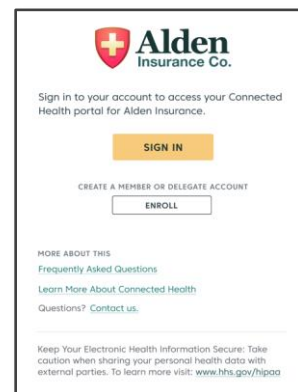 Alden
Insurance Co.
Sign in to your account to access your Connected
Health portal for Alden Insurance.
SIGN IN
CREATE A MEMBER OR DELEGATE ACCOUNT
ENROLL
MORE ABOUT THIS
Frequently Asked Questions
Learn More About Connected Health
Questions? Contact us.
Keep Your Electronic Health Information Secure: Take
caution when sharing your personal health data with
external parties. To learn more visit: www.hhs.gov/hipaa